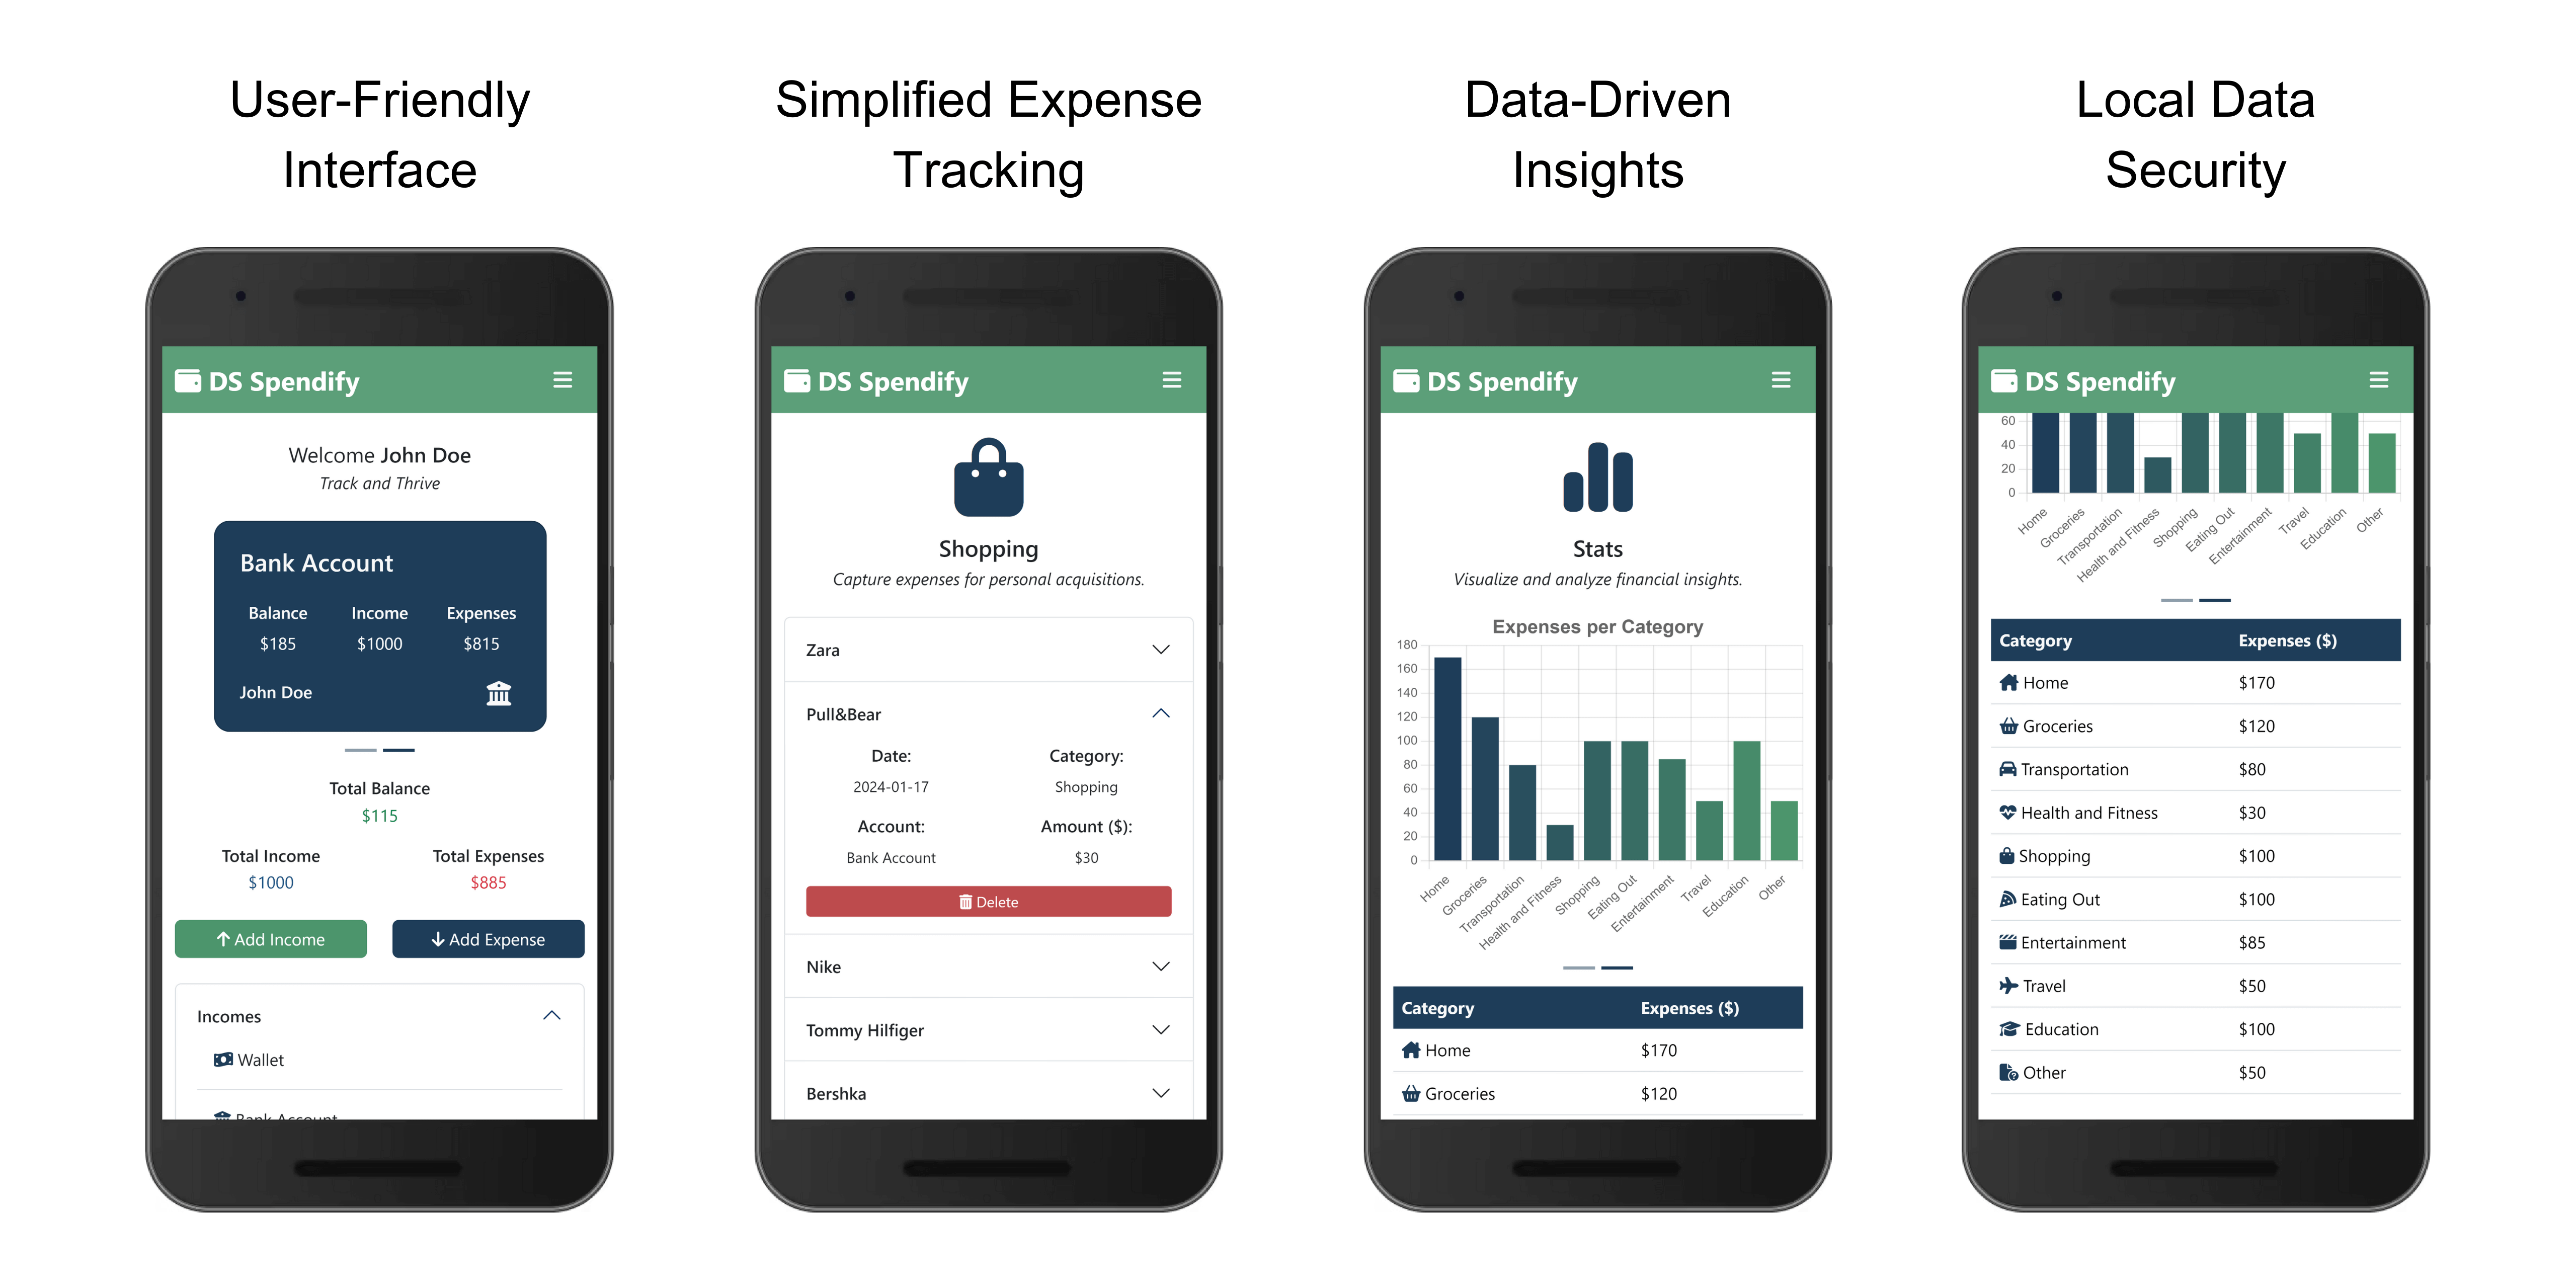 User-Friendly
Interface
DS Spendify
Welcome John Doe
Track and Thrive
Bank Account
Balance Income Expenses
$185 $1000 $815
John Doe
Total Balance
$115
Total Income Total Expenses
$1000 $885
Add Income Add Expense
Incomes
Wallet
Bank Account
Simplified Expense
Tracking
DS Spendify
Shopping
Capture expenses for personal acquisitions.
Zara
Pull&Bear
Date: Category:
2024-01-17 Shopping
Account: Amount ($):
Bank Account $30
Delete
Nike
Tommy Hilfiger
Bershka
Data-Driven
Insights
DS Spendify
Stats
Visualize and analyze financial insights.
Expenses per Category
180
160
140
120
100
80
60
40
20
0
Home Groceries Transportation Health and Fitness Shopping Eating Out Entertainment Travel Education Other
Category Expenses ($)
Home $170
Groceries $120
Local Data
Security
DS Spendify
60
40
20
0
Home Groceries Transportation Health and Fitness Shopping Eating Out Entertainment Travel Education Other
Category Expenses ($)
Home $170
Groceries $120
Transportation $80
Health and Fitness $30
Shopping $100
Eating Out $100
Entertainment $85
Travel $50
Education $100
Other $50